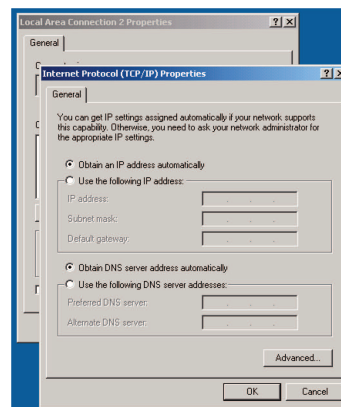 Local Area Connection 2 Properties
General
Internet Protocol (TCP/IP) Properties
General
You can get IP settings assigned automatically if your network supports
this capability. Otherwise, you need to ask your network administrator for
the appropriate IP settings.
Obtain an IP address automatically
Use the following IP address:
IP address:
Subnet mask:
Default gateway:
Obtain DNS server address automatically
Use the following DNS server addresses:
Preferred DNS server:
Alternate DNS server:
Advanced...
OK
Cancel